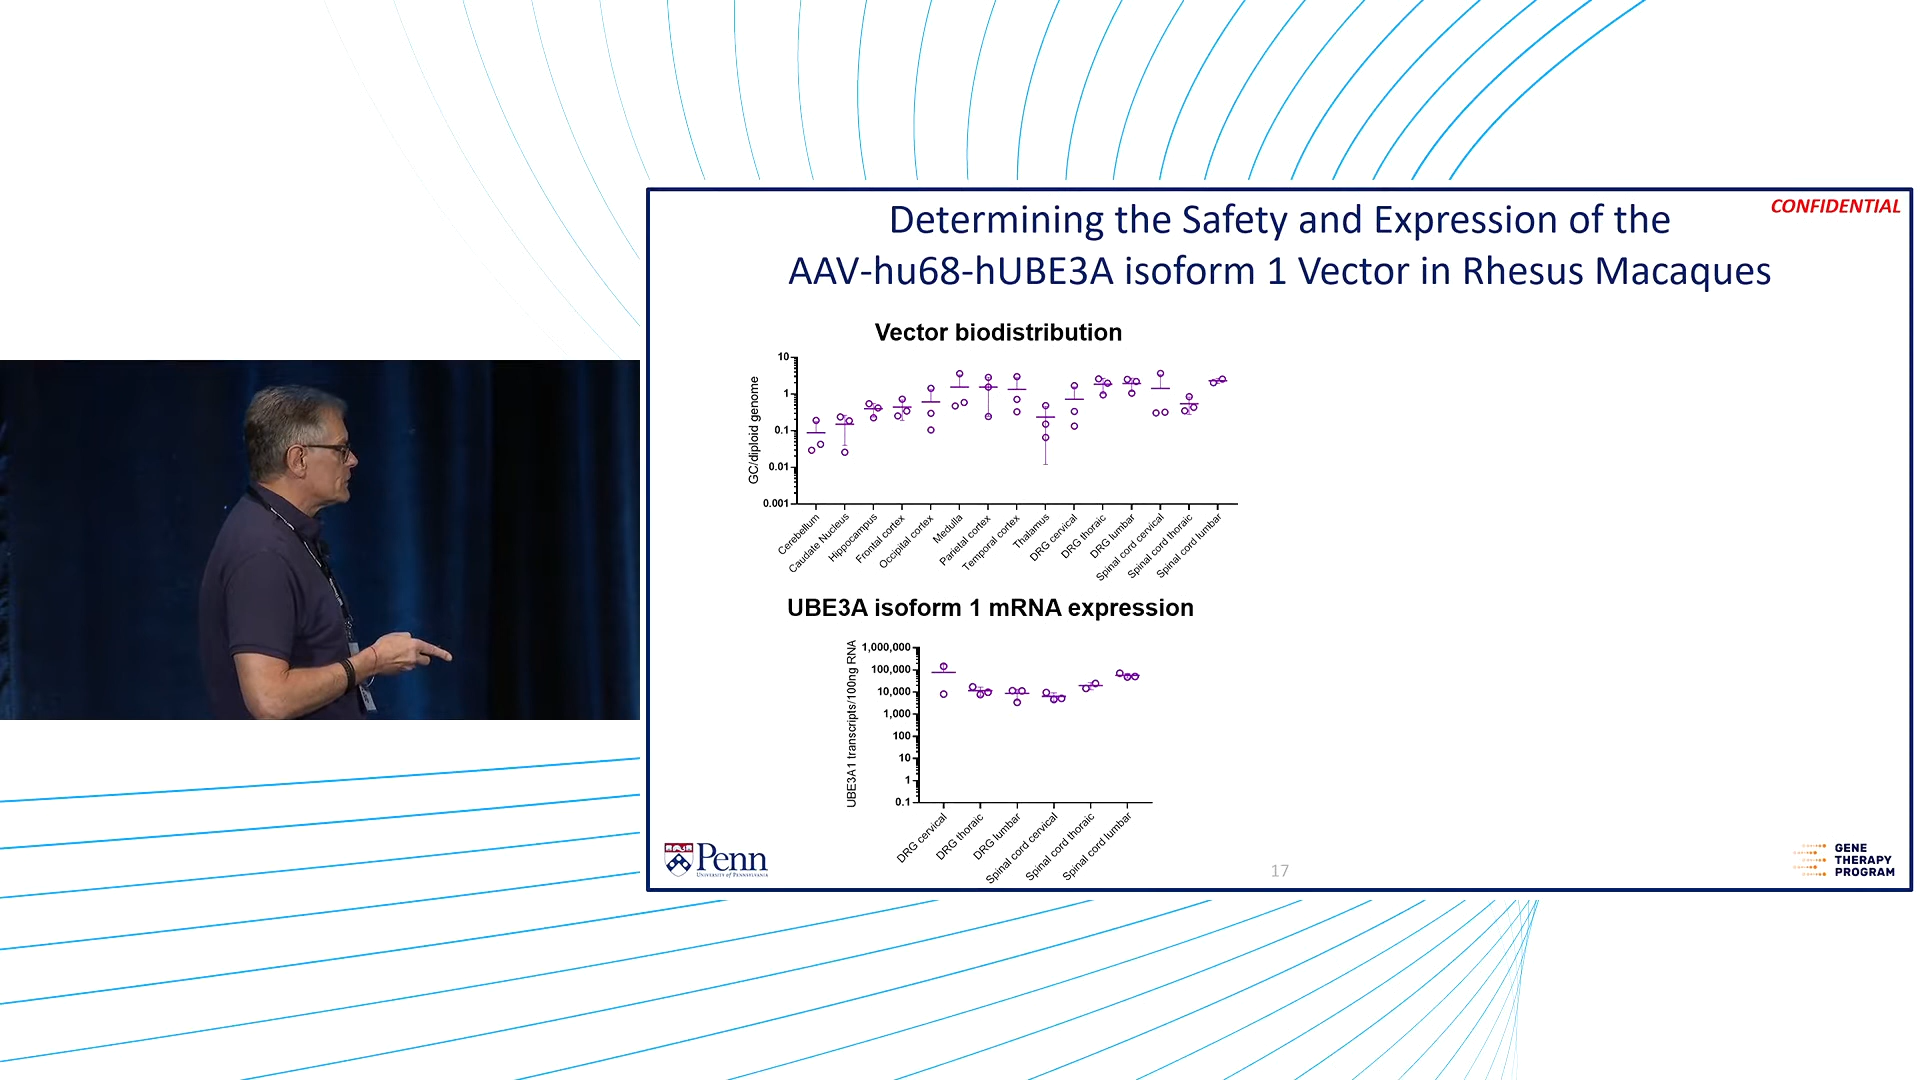 CONFIDENTIAL
Determining the Safety and Expression of the
AAV-hu68-hUBE3A isoform 1 Vector in Rhesus Macaques
Vector biodistribution
GC/diploid genome
10
1
0.1
0.01
0.001
Cerebellum
Caudate Nucleus
Hippocampus
Frontal cortex
Occipital cortex
Medulla
Parietal cortex
Temporal cortex
Thalamus
DRG cervical
DRG thoraic
DRG lumbar
Spinal cord cervical
Spinal cord thoraic
Spinal cord lumbar
UBE3A isoform 1 mRNA expression
UBE3A1 transcripts/100ng RNA
1,000,000
100,000
10,000
1,000
100
10
1
0.1
DRG cervical
DRG thoraic
DRG lumbar
Spinal cord cervical
Spinal cord thoraic
Spinal cord lumbar
Penn
UNIVERSITY of PENNSYLVANIA
17
GENE
THERAPY
PROGRAM